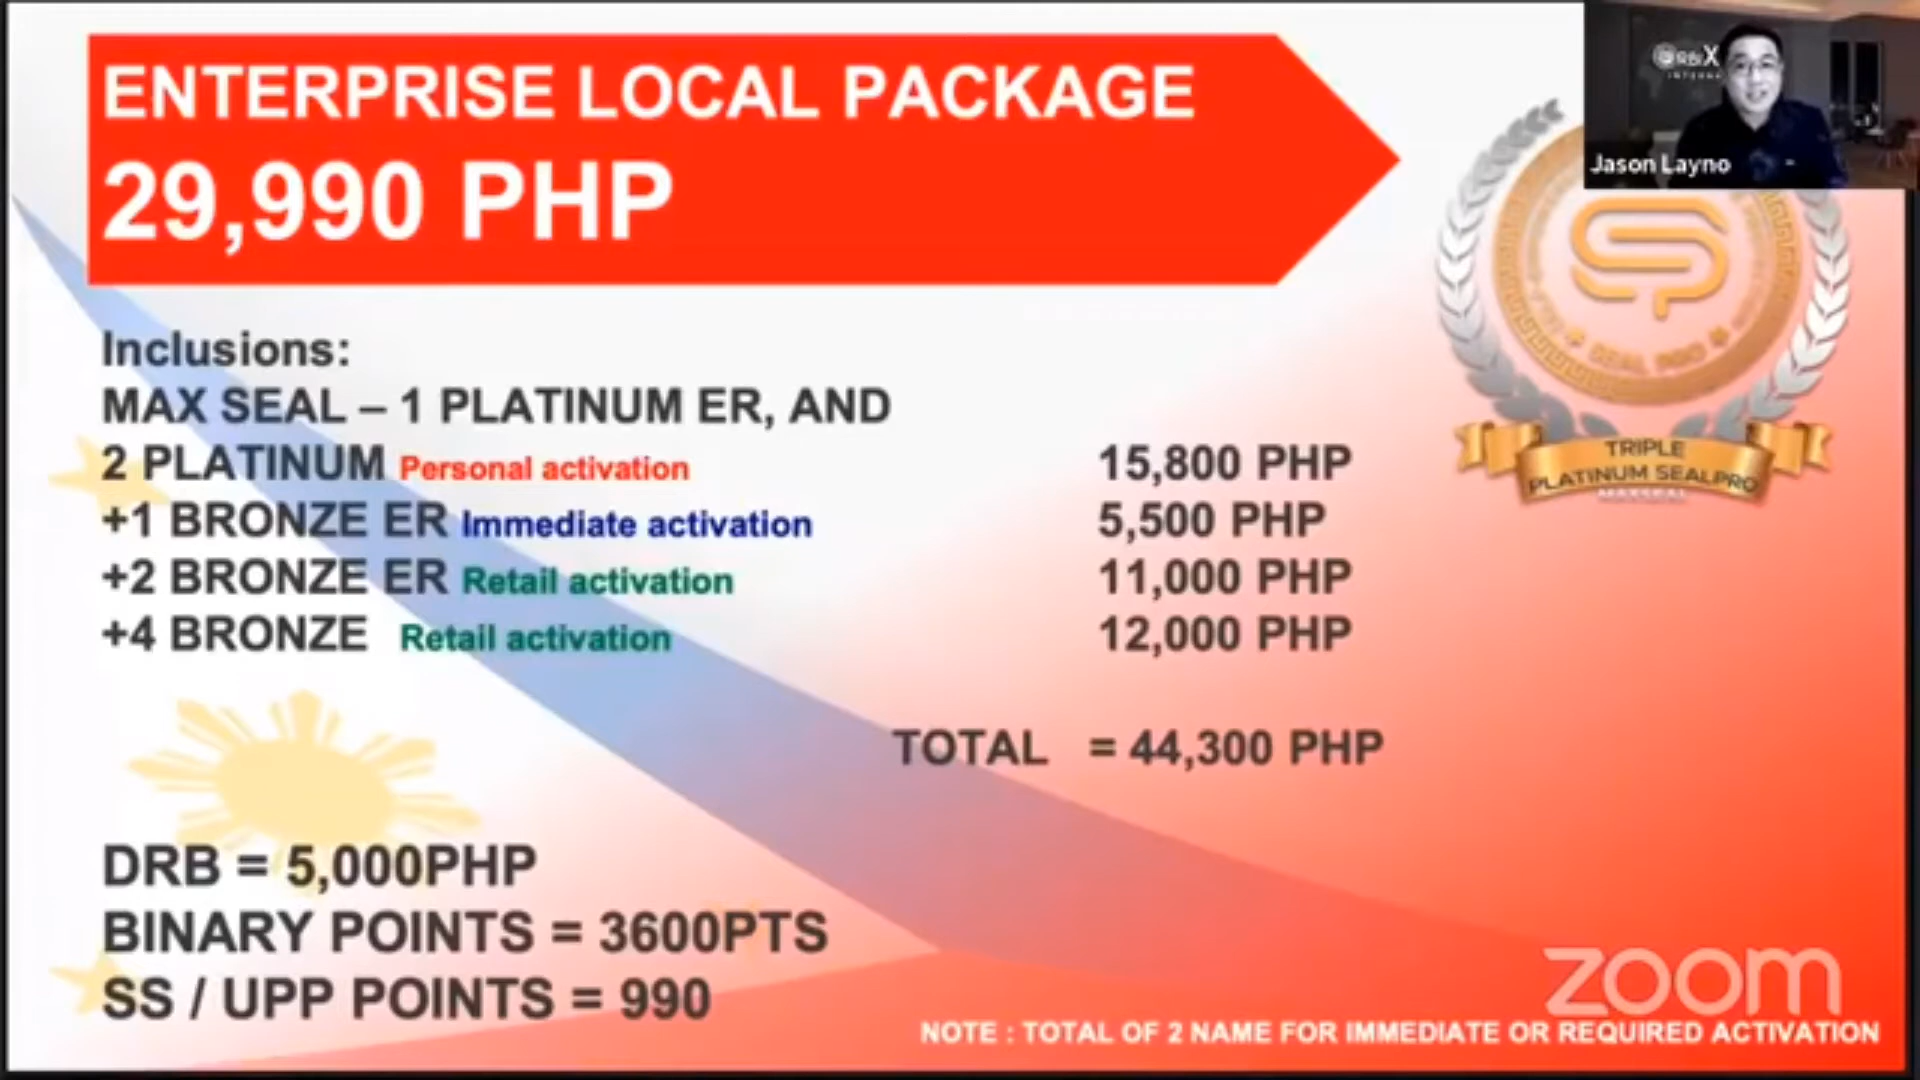 ENTERPRISE LOCAL PACKAGE
29,990 PHP
Jason Layno
Inclusions:
MAX SEAL – 1 PLATINUM ER, AND
2 PLATINUM Personal activation 15,800 PHP
+1 BRONZE ER Immediate activation 5,500 PHP
+2 BRONZE ER Retail activation 11,000 PHP
+4 BRONZE Retail activation 12,000 PHP
TOTAL = 44,300 PHP
SEAL PRO
TRIPLE
PLATINUM SEALPRO
MAXSEAL
DRB = 5,000PHP
BINARY POINTS = 3600PTS
SS / UPP POINTS = 990
zoom
NOTE : TOTAL OF 2 NAME FOR IMMEDIATE OR REQUIRED ACTIVATION